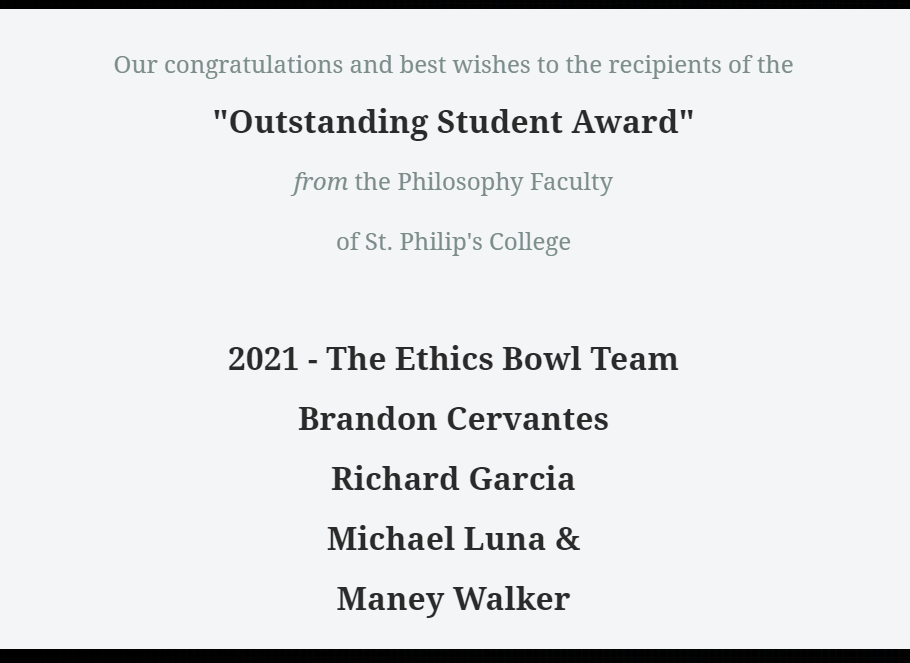 Our congratulations and best wishes to the recipients of the
"Outstanding Student Award"
from the Philosophy Faculty
of St. Philip's College
2021 - The Ethics Bowl Team
Brandon Cervantes
Richard Garcia
Michael Luna &
Maney Walker